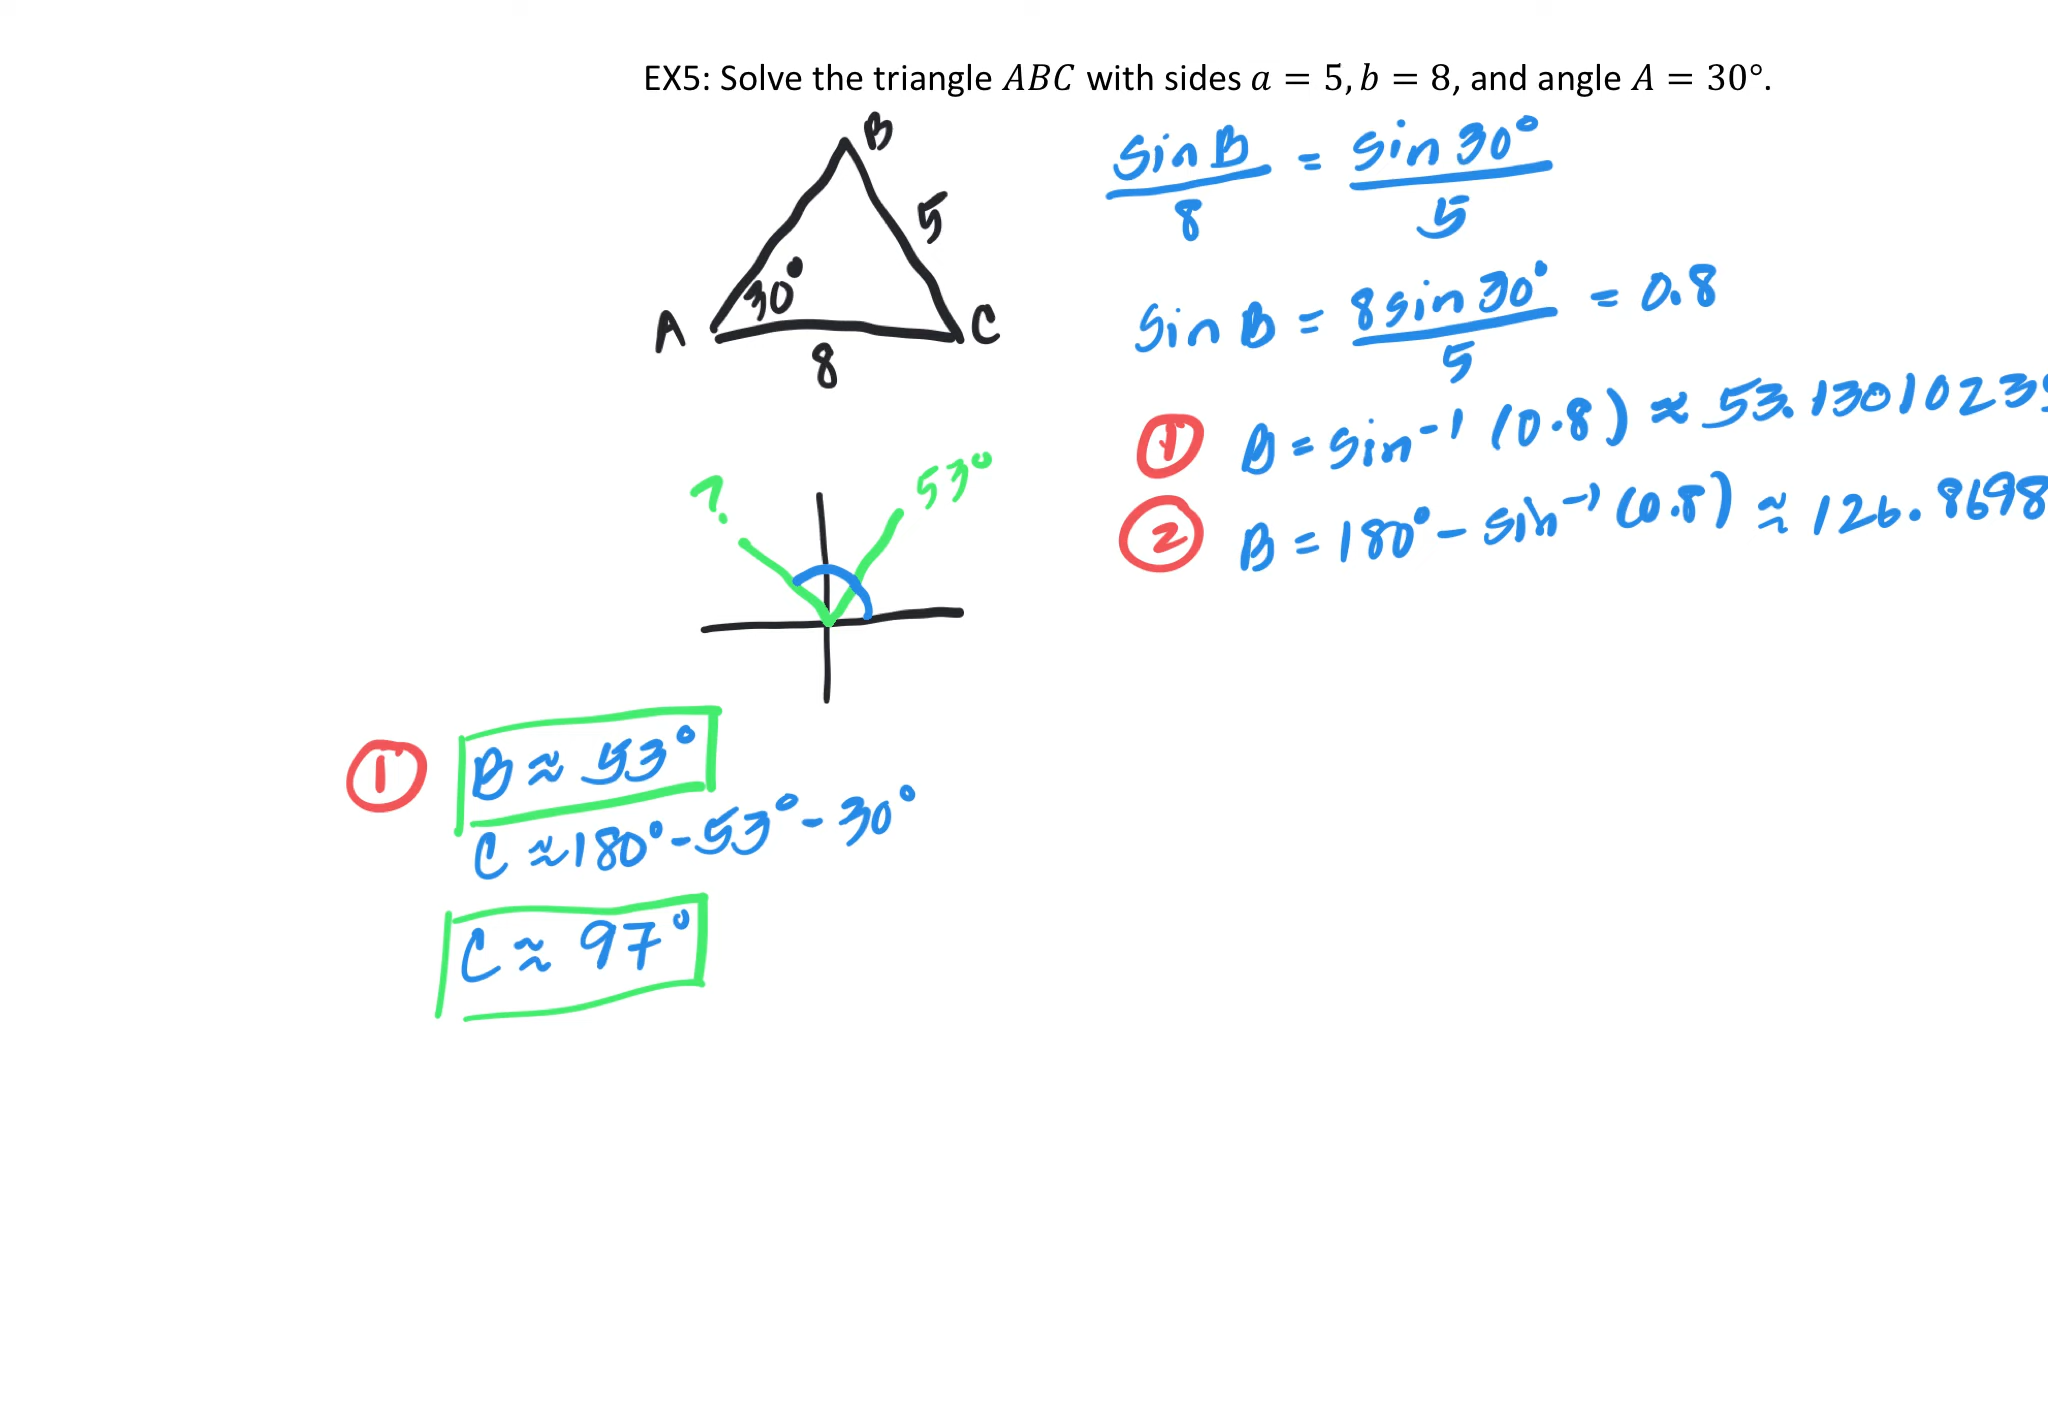 EX5: Solve the triangle ABC with sides a = 5, b = 8, and angle A = 30°.
B
5
30°
A
C
8
sin B / 8 = sin 30° / 5
sin B = 8 sin 30° / 5 = 0.8
① B = sin⁻¹ (0.8) ≈ 53.13010235
② B = 180° - sin⁻¹ (0.8) ≈ 126.8698
?
53°
① B ≈ 53°
C ≈ 180° - 53° - 30°
C ≈ 97°